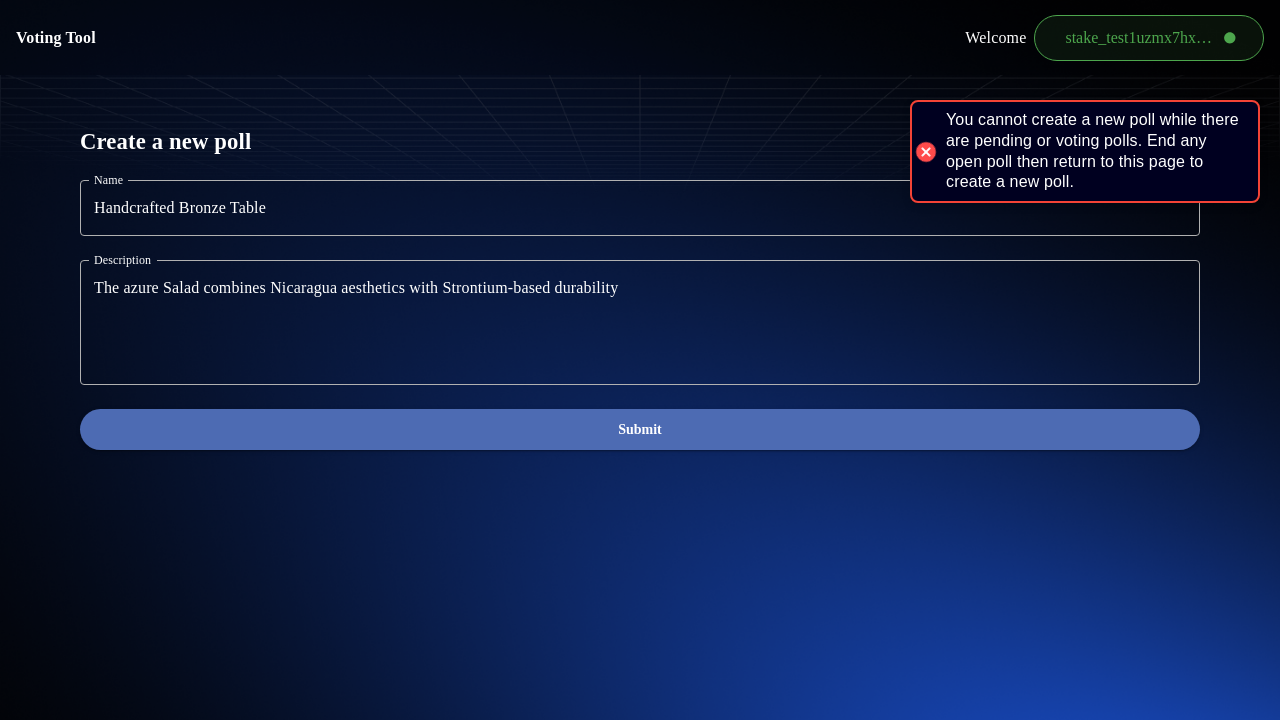 Voting Tool
Welcome
stake_test1uzmx7hx…
You cannot create a new poll while there
are pending or voting polls. End any
open poll then return to this page to
create a new poll.
Create a new poll
Name
Handcrafted Bronze Table
Description
The azure Salad combines Nicaragua aesthetics with Strontium-based durability
Submit